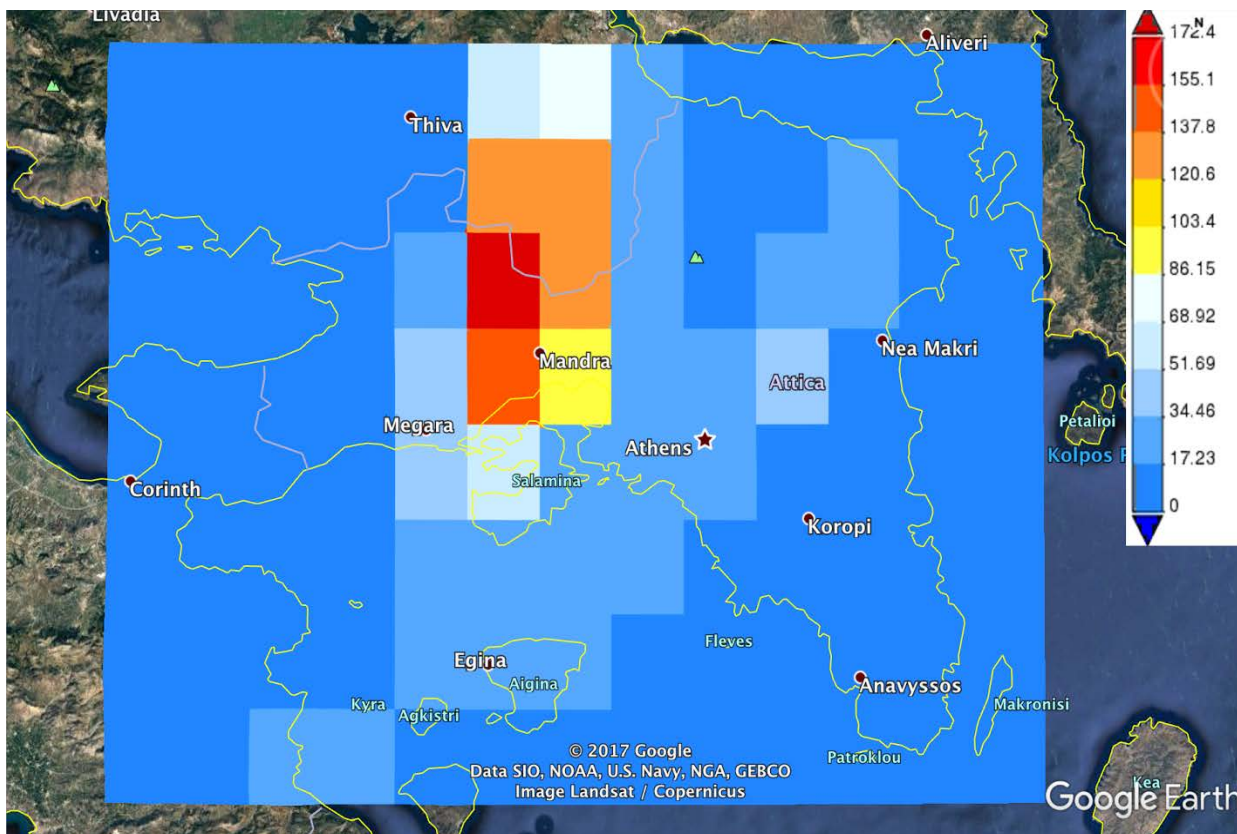 Livadia
Aliveri
Thiva
Mandra
Nea Makri
Attica
Megara
Athens
Petalioi
Kolpos
Corinth
Salamina
Koropi
Fleves
Egina
Aigina
Anavyssos
Kyra
Agkistri
Makronisi
Patroklou
Kea
© 2017 Google
Data SIO, NOAA, U.S. Navy, NGA, GEBCO
Image Landsat / Copernicus
Google Earth
N
172.4
155.1
137.8
120.6
103.4
86.15
68.92
51.69
34.46
17.23
0